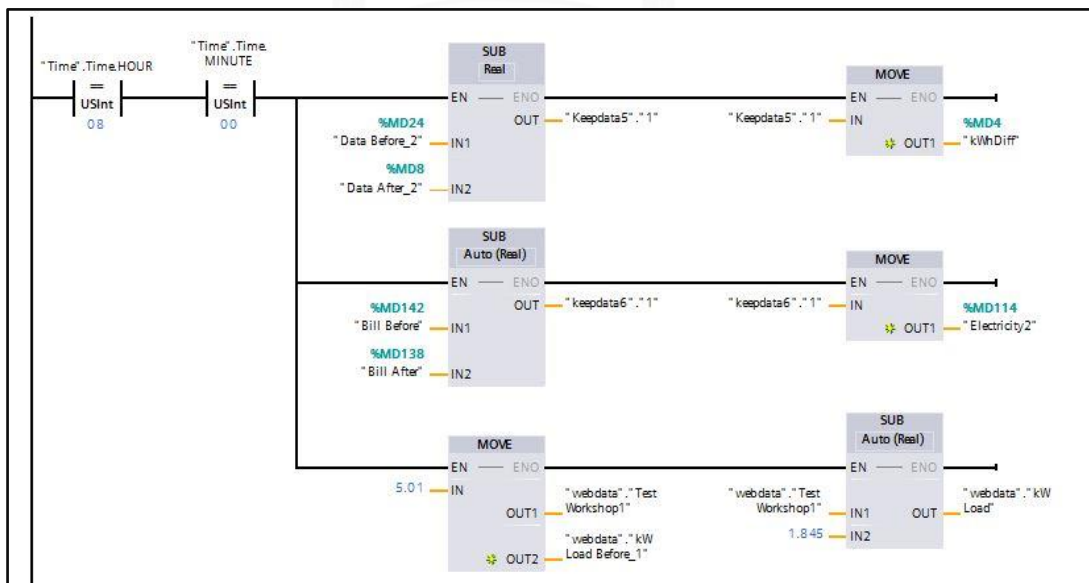 "Time".Time.HOUR
==
USInt
08
"Time".Time.
MINUTE
==
USInt
00
SUB
Real
EN ENO
OUT "Keepdata5"."1"
%MD24
"Data Before_2" IN1
%MD8
"Data After_2" IN2
MOVE
EN ENO
"Keepdata5"."1" IN
%MD4
OUT1 "kWhDiff"
SUB
Auto (Real)
EN ENO
OUT "keepdata6"."1"
%MD142
"Bill Before" IN1
%MD138
"Bill After" IN2
MOVE
EN ENO
"keepdata6"."1" IN
%MD114
OUT1 "Electricity2"
MOVE
EN ENO
5.01 IN
OUT1 "webdata"."Test
Workshop1"
OUT2 "webdata"."kW
Load Before_1"
SUB
Auto (Real)
EN ENO
"webdata"."Test
Workshop1" IN1
1.845 IN2
OUT "webdata"."kW
Load"